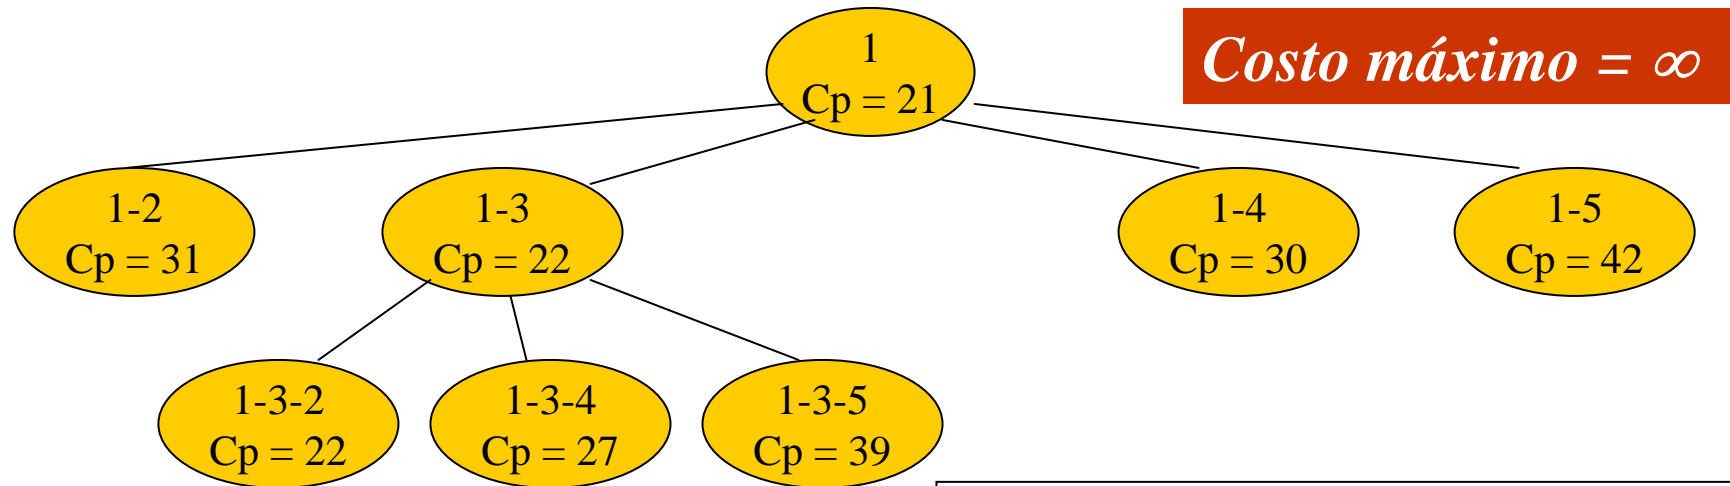 1
Cp = 21
Costo máximo = ∞
1-2
Cp = 31
1-3
Cp = 22
1-4
Cp = 30
1-5
Cp = 42
1-3-2
Cp = 22
1-3-4
Cp = 27
1-3-5
Cp = 39